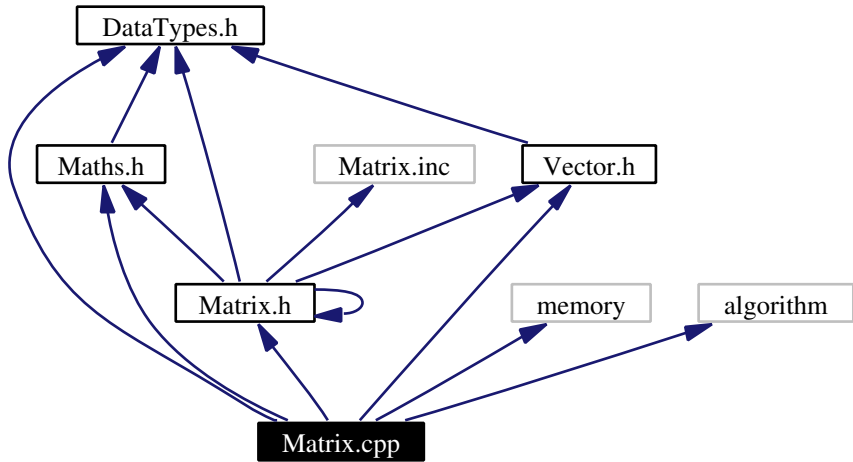 DataTypes.h
Maths.h
Matrix.inc
Vector.h
Matrix.h
memory
algorithm
Matrix.cpp